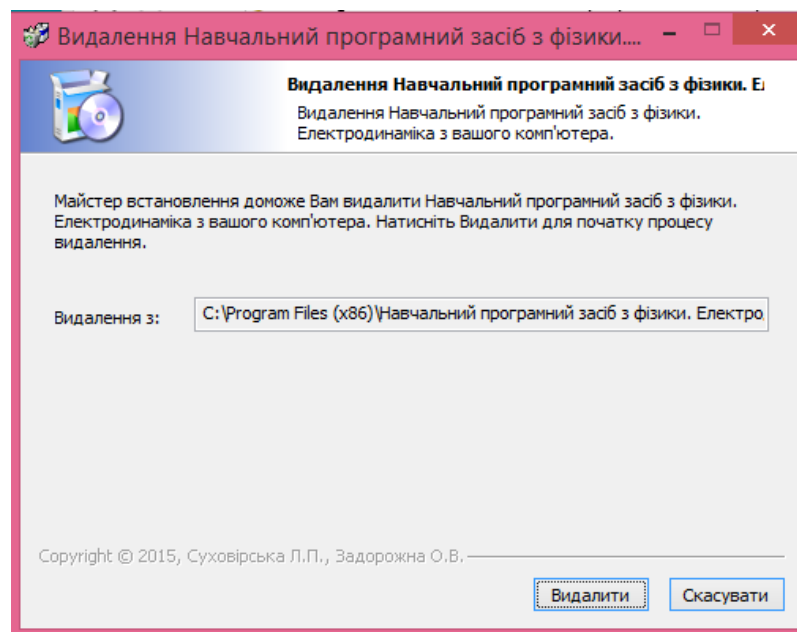 Видалення Навчальний програмний засіб з фізики....
Видалення Навчальний програмний засіб з фізики. Е
Видалення Навчальний програмний засіб з фізики.
Електродинаміка з вашого комп'ютера.
Майстер встановлення доможе Вам видалити Навчальний програмний засіб з фізики.
Електродинаміка з вашого комп'ютера. Натисніть Видалити для початку процесу
видалення.
Видалення з:
C:\Program Files (x86)\Навчальний програмний засіб з фізики. Електро
Copyright © 2015, Суховірська Л.П., Задорожна О.В.
Видалити
Скасувати